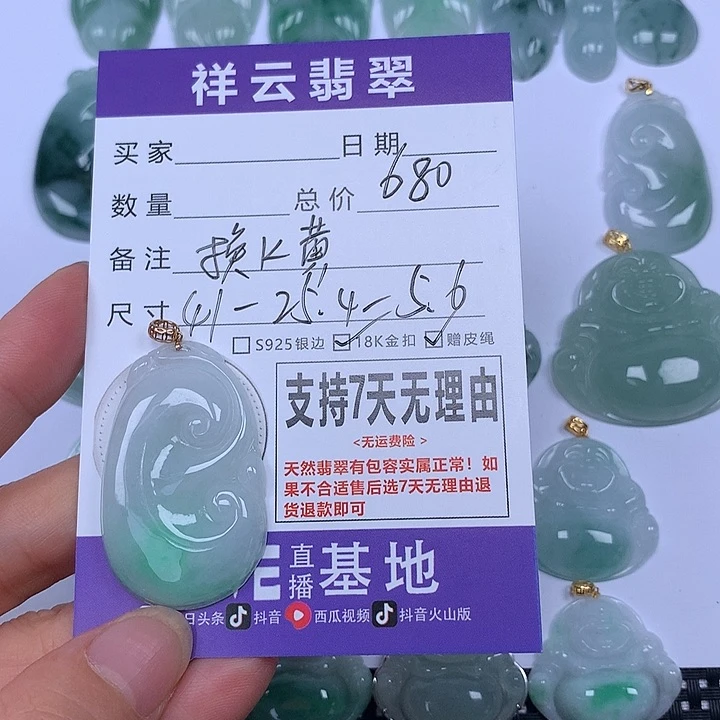 祥云翡翠
买家 日期
数量 总价 680
备注 换K黄
尺寸 41-25.4-5.6
S925银边 18K金扣 赠皮绳
支持7天无理由
<无运费险>
天然翡翠有包容实属正常！如
果不合适售后选7天无理由退
货退款即可
直播基地
日头条 抖音 西瓜视频 抖音火山版